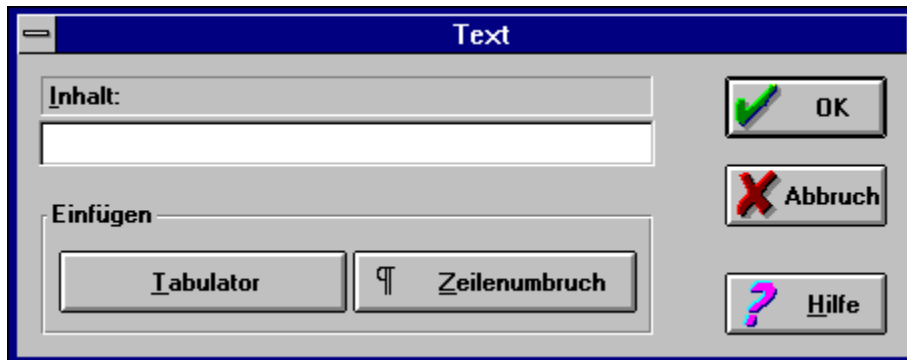 Text
Inhalt:
OK
Abbruch
Einfügen
Tabulator
¶ Zeilenumbruch
Hilfe